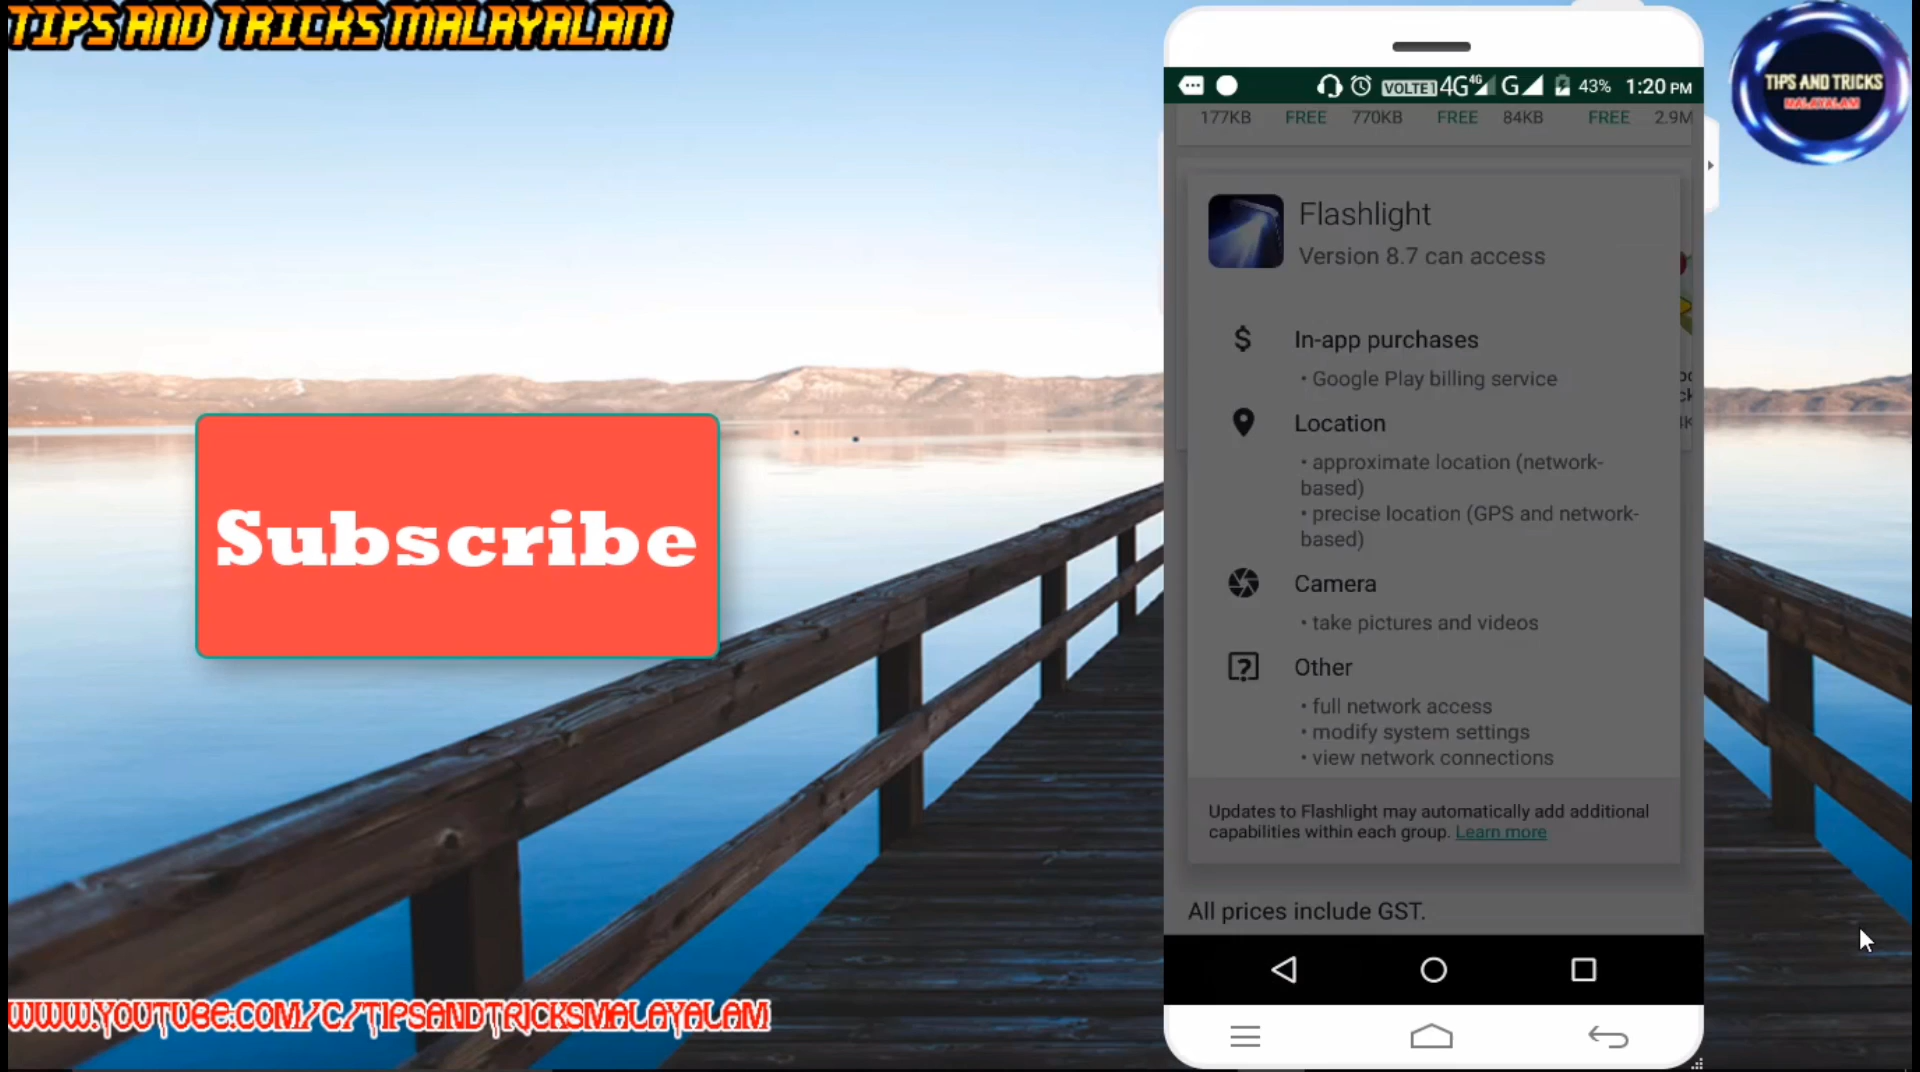 TIPS AND TRICKS MALAYALAM
TIPS AND TRICKS
MALAYALAM
VOLTE1 4G 4G G 43% 1:20 PM
177KB FREE 770KB FREE 84KB FREE 2.9M
Flashlight
Version 8.7 can access
In-app purchases
• Google Play billing service
Location
• approximate location (network-
based)
• precise location (GPS and network-
based)
Camera
• take pictures and videos
Other
• full network access
• modify system settings
• view network connections
Updates to Flashlight may automatically add additional
capabilities within each group. Learn more
All prices include GST.
Subscribe
WWW.YOUTUBE.COM/C/TIPSANDTRICKSMALAYALAM